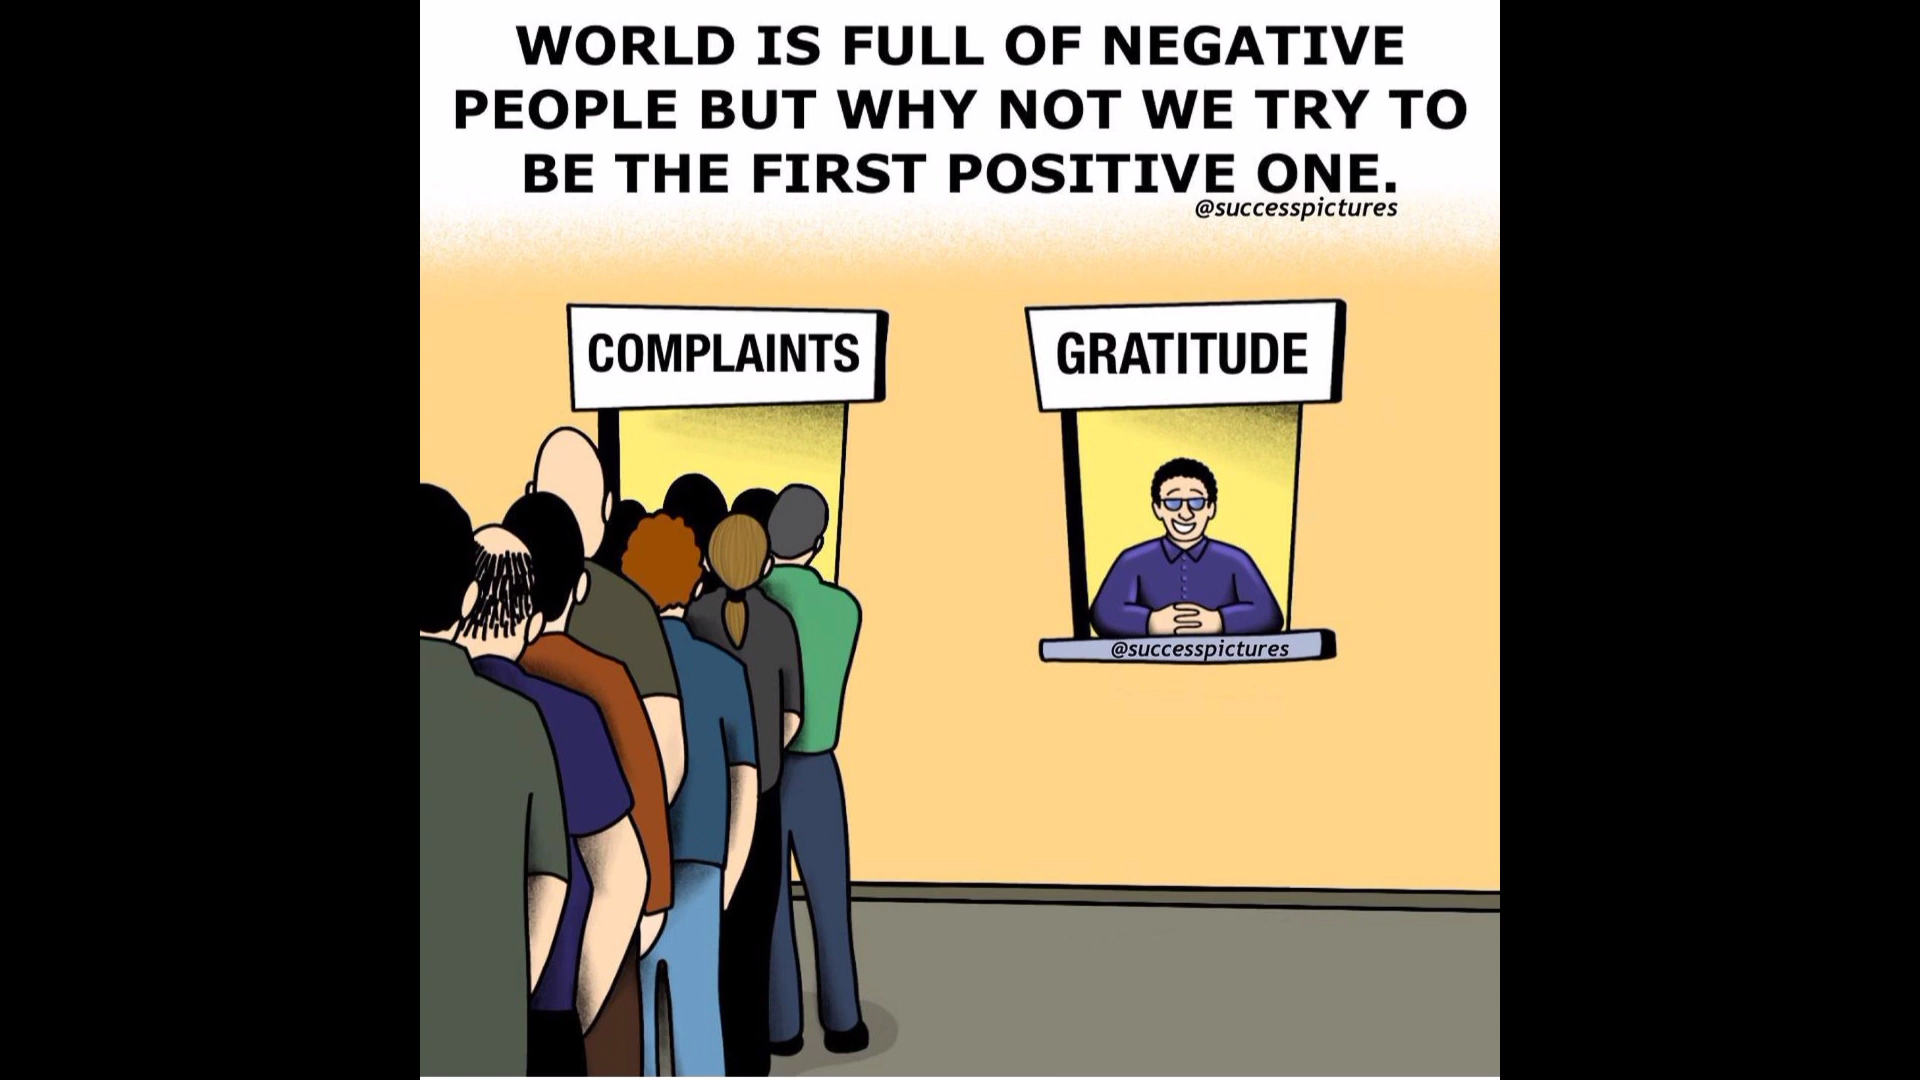 WORLD IS FULL OF NEGATIVE
PEOPLE BUT WHY NOT WE TRY TO
BE THE FIRST POSITIVE ONE.
@successpictures
COMPLAINTS
GRATITUDE
@successpictures